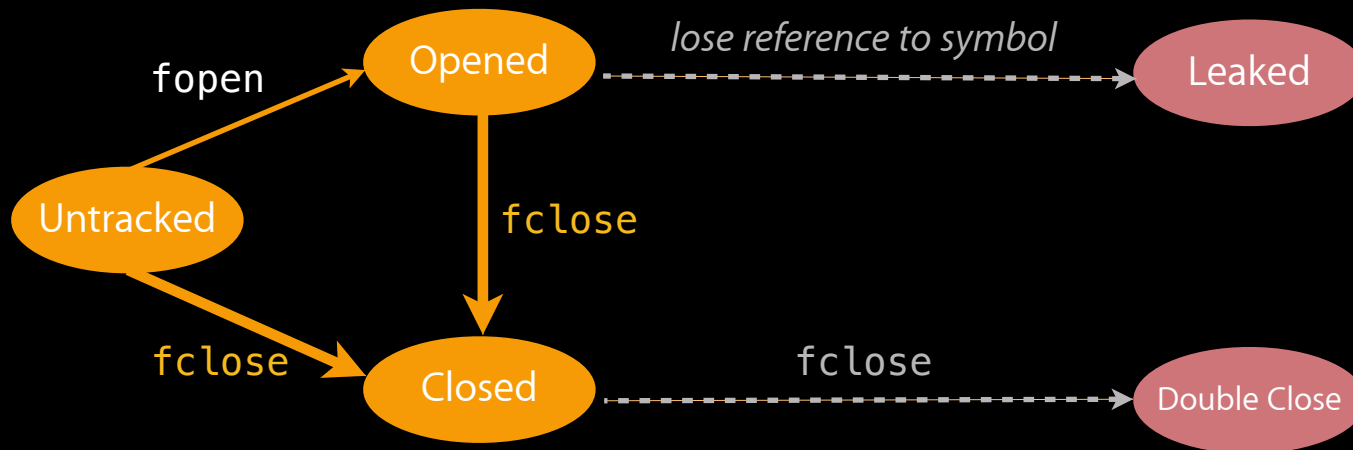 fopen
Opened
lose reference to symbol
Leaked
Untracked
fclose
fclose
Closed
fclose
Double Close